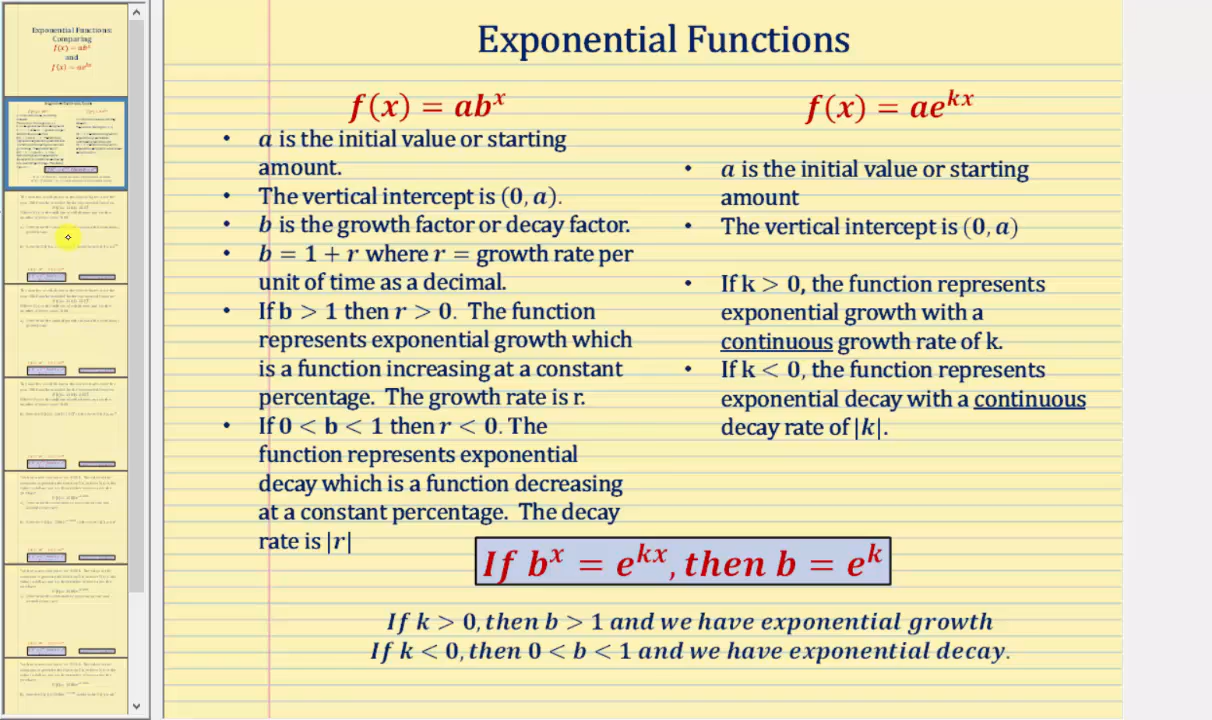 Exponential Functions:
Comparing
f(x) = ab^x
and
f(x) = ae^{kx}
Exponential Functions
f(x) = ab^x
• a is the initial value or starting
amount.
• The vertical intercept is (0, a).
• b is the growth factor or decay factor.
• b = 1 + r where r = growth rate per
unit of time as a decimal.
• If b > 1 then r > 0. The function
represents exponential growth which
is a function increasing at a constant
percentage. The growth rate is r.
• If 0 < b < 1 then r < 0. The
function represents exponential
decay which is a function decreasing
at a constant percentage. The decay
rate is |r|
f(x) = ae^{kx}
• a is the initial value or starting
amount
• The vertical intercept is (0, a)
• If k > 0, the function represents
exponential growth with a
continuous growth rate of k.
• If k < 0, the function represents
exponential decay with a continuous
decay rate of |k|.
If b^x = e^{kx}, then b = e^k
If k > 0, then b > 1 and we have exponential growth
If k < 0, then 0 < b < 1 and we have exponential decay.